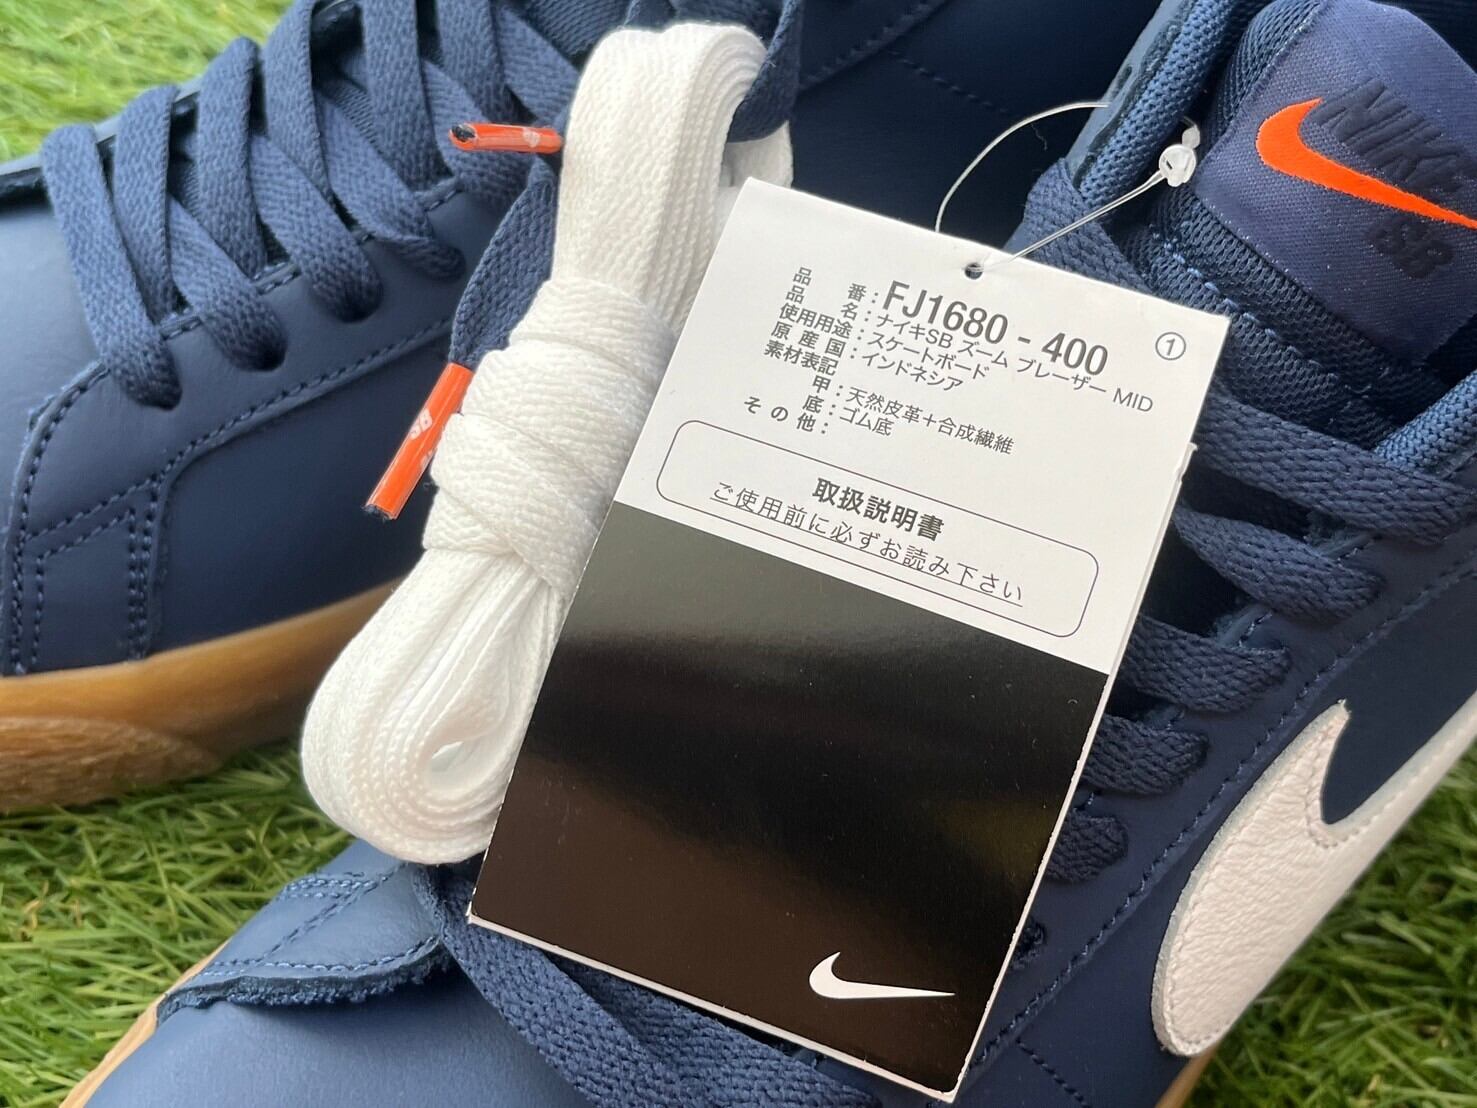 NIKE
SB
SB
品 番 : FJ1680 - 400
①
品 名 : ナイキSB ズーム ブレーザー MID
使用用途 : スケートボード
原 産 国 : インドネシア
素材表記
甲 : 天然皮革+合成繊維
底 : ゴム底
そ の 他 :
取扱説明書
ご使用前に必ずお読み下さい